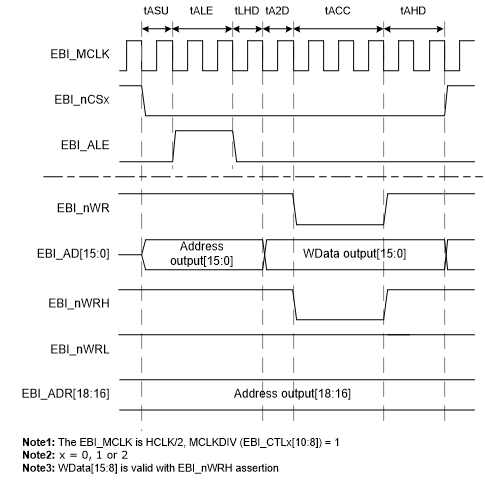 tASU tALE tLHD tA2D tACC tAHD
EBI_MCLK
EBI_nCSx
EBI_ALE
EBI_nWR
EBI_AD[15:0] Address output[15:0] WData output[15:0]
EBI_nWRH
EBI_nWRL
EBI_ADR[18:16] Address output[18:16]
Note1: The EBI_MCLK is HCLK/2, MCLKDIV (EBI_CTLx[10:8]) = 1
Note2: x = 0, 1 or 2
Note3: WData[15:8] is valid with EBI_nWRH assertion